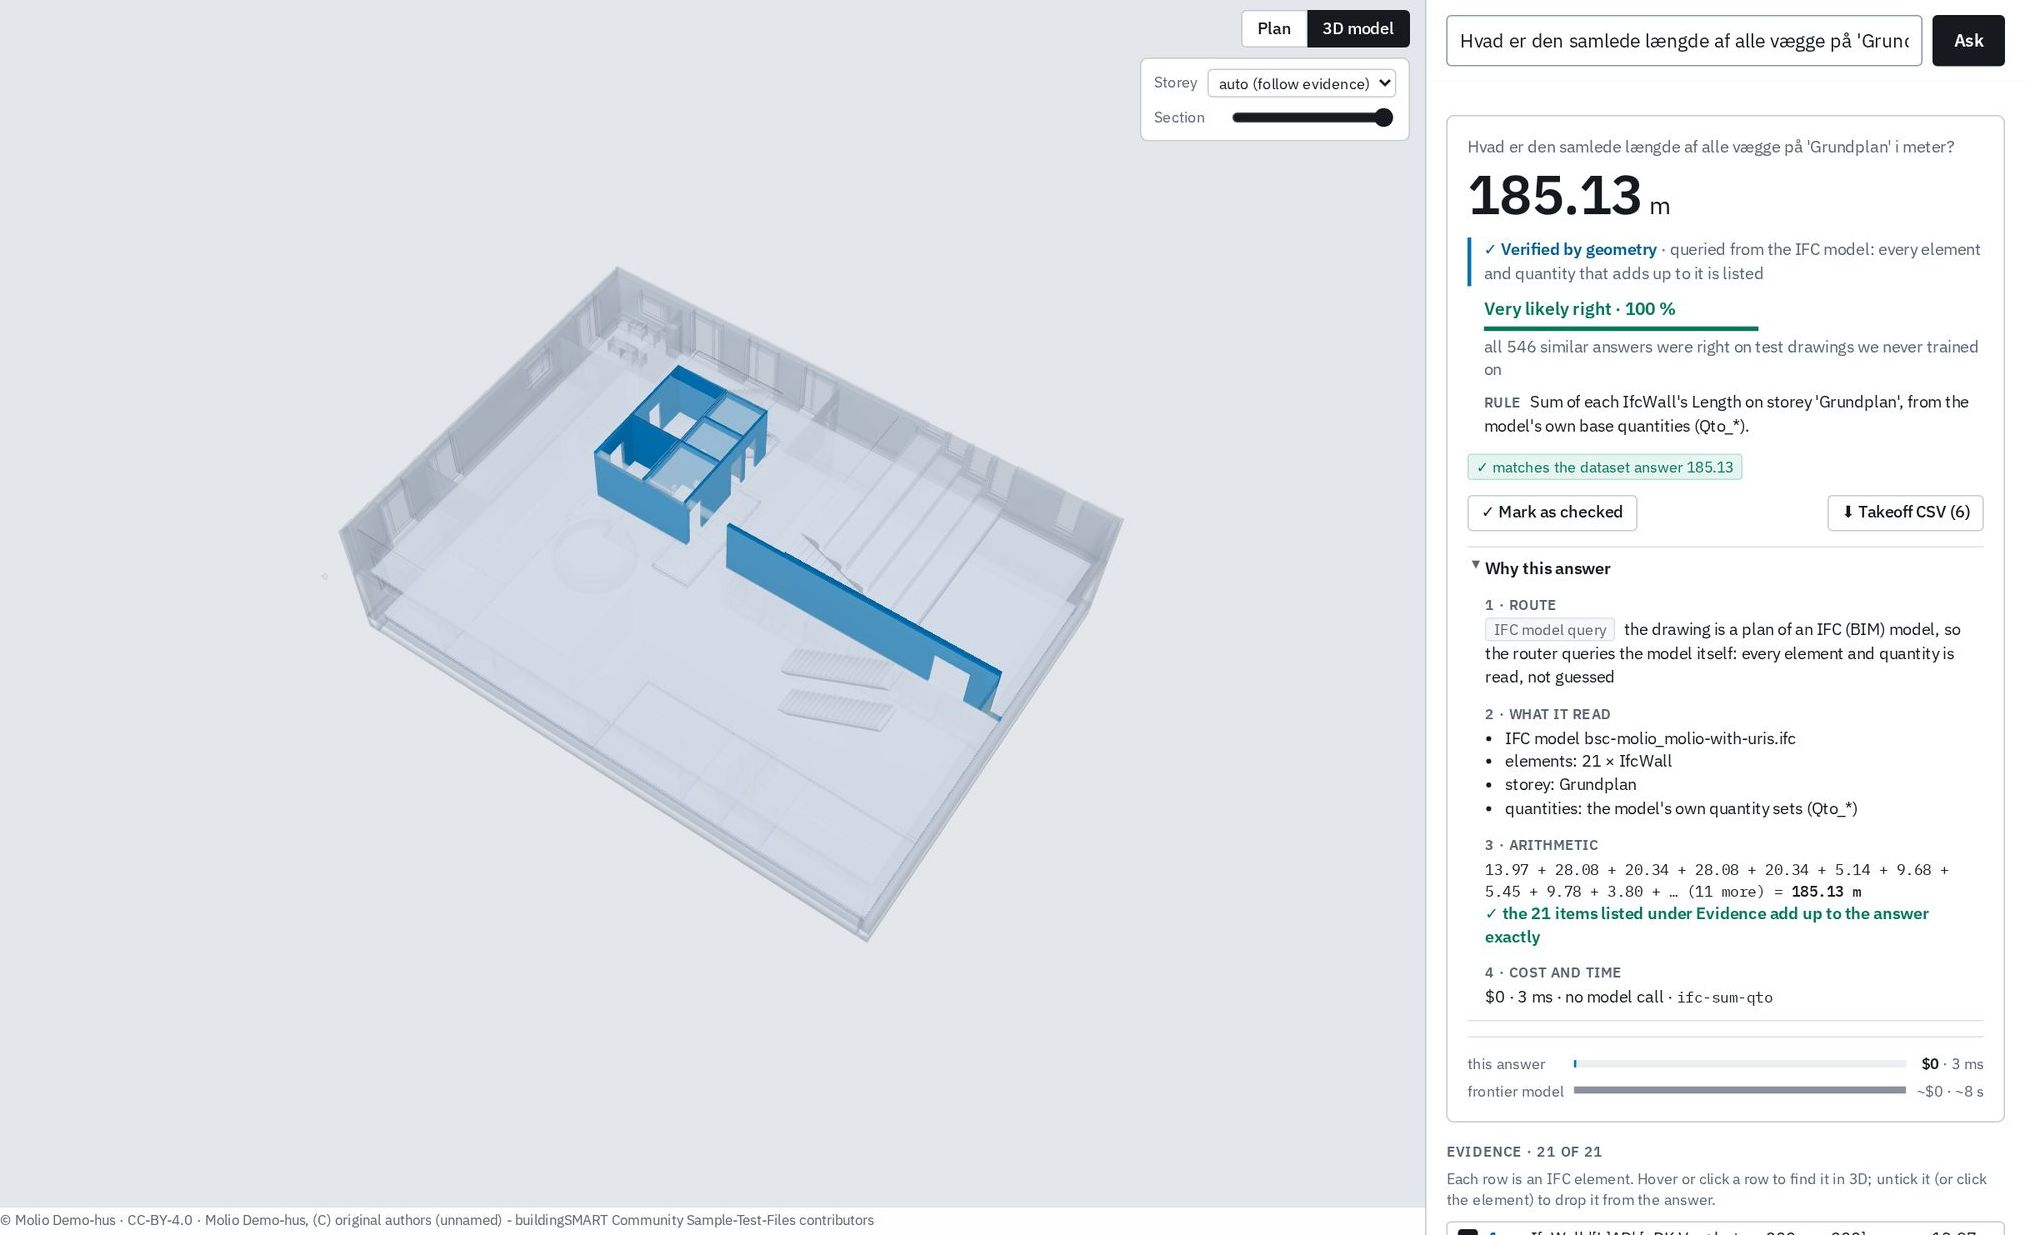 Plan
3D model
Storey
auto (follow evidence)
Section
© Molio Demo-hus · CC-BY-4.0 · Molio Demo-hus, (C) original authors (unnamed) - buildingSMART Community Sample-Test-Files contributors
Hvad er den samlede længde af alle vægge på 'Grund
Ask
Hvad er den samlede længde af alle vægge på 'Grundplan' i meter?
185.13 m
✓ Verified by geometry · queried from the IFC model: every element
and quantity that adds up to it is listed
Very likely right · 100 %
all 546 similar answers were right on test drawings we never trained
on
RULE Sum of each IfcWall's Length on storey 'Grundplan', from the
model's own base quantities (Qto_*).
✓ matches the dataset answer 185.13
✓ Mark as checked
⬇ Takeoff CSV (6)
▼ Why this answer
1 · ROUTE
IFC model query the drawing is a plan of an IFC (BIM) model, so
the router queries the model itself: every element and quantity is
read, not guessed
2 · WHAT IT READ
• IFC model bsc-molio_molio-with-uris.ifc
• elements: 21 × IfcWall
• storey: Grundplan
• quantities: the model's own quantity sets (Qto_*)
3 · ARITHMETIC
13.97 + 28.08 + 20.34 + 28.08 + 20.34 + 5.14 + 9.68 +
5.45 + 9.78 + 3.80 + … (11 more) = 185.13 m
✓ the 21 items listed under Evidence add up to the answer
exactly
4 · COST AND TIME
$0 · 3 ms · no model call · ifc-sum-qto
this answer $0 · 3 ms
frontier model ~$0 · ~8 s
EVIDENCE · 21 OF 21
Each row is an IFC element. Hover or click a row to find it in 3D; untick it (or click
the element) to drop it from the answer.